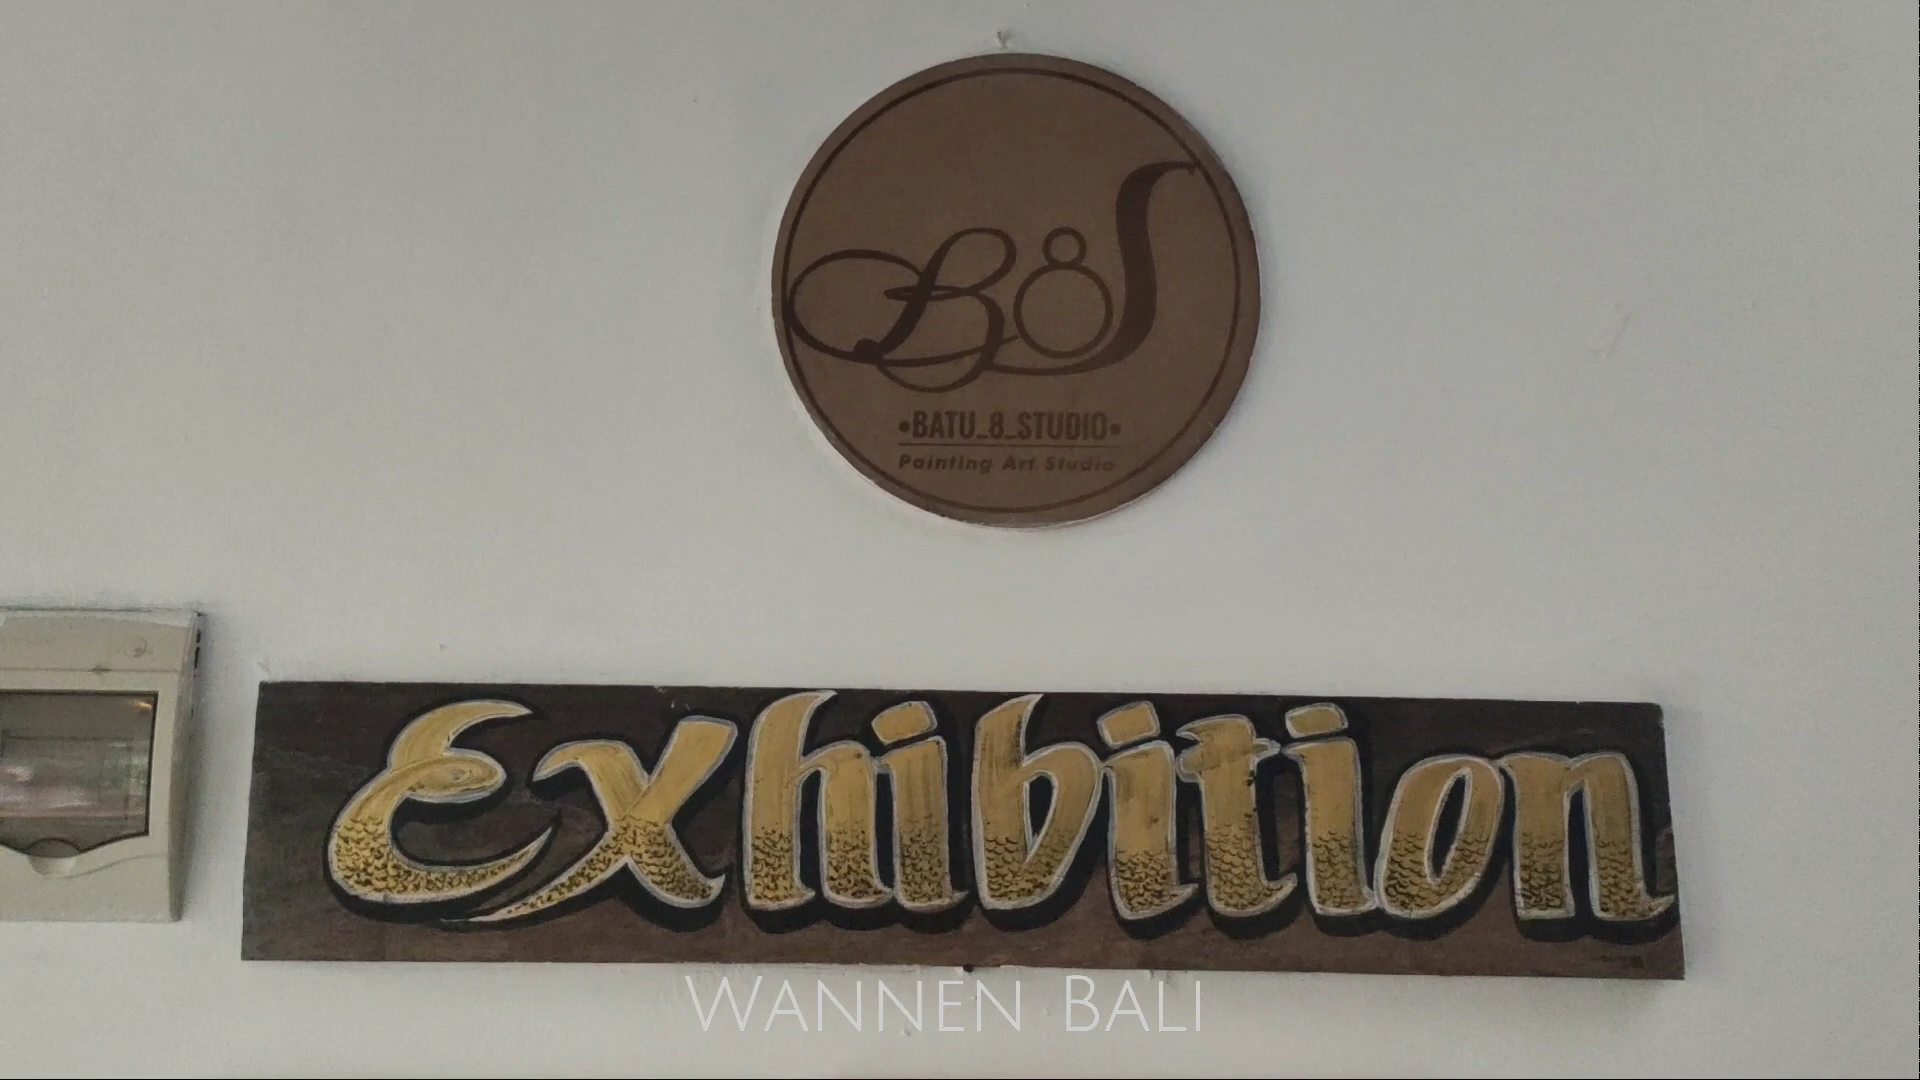 B8S
•BATU_8_STUDIO•
Painting Art Studio
Exhibition
WANNEN BALI